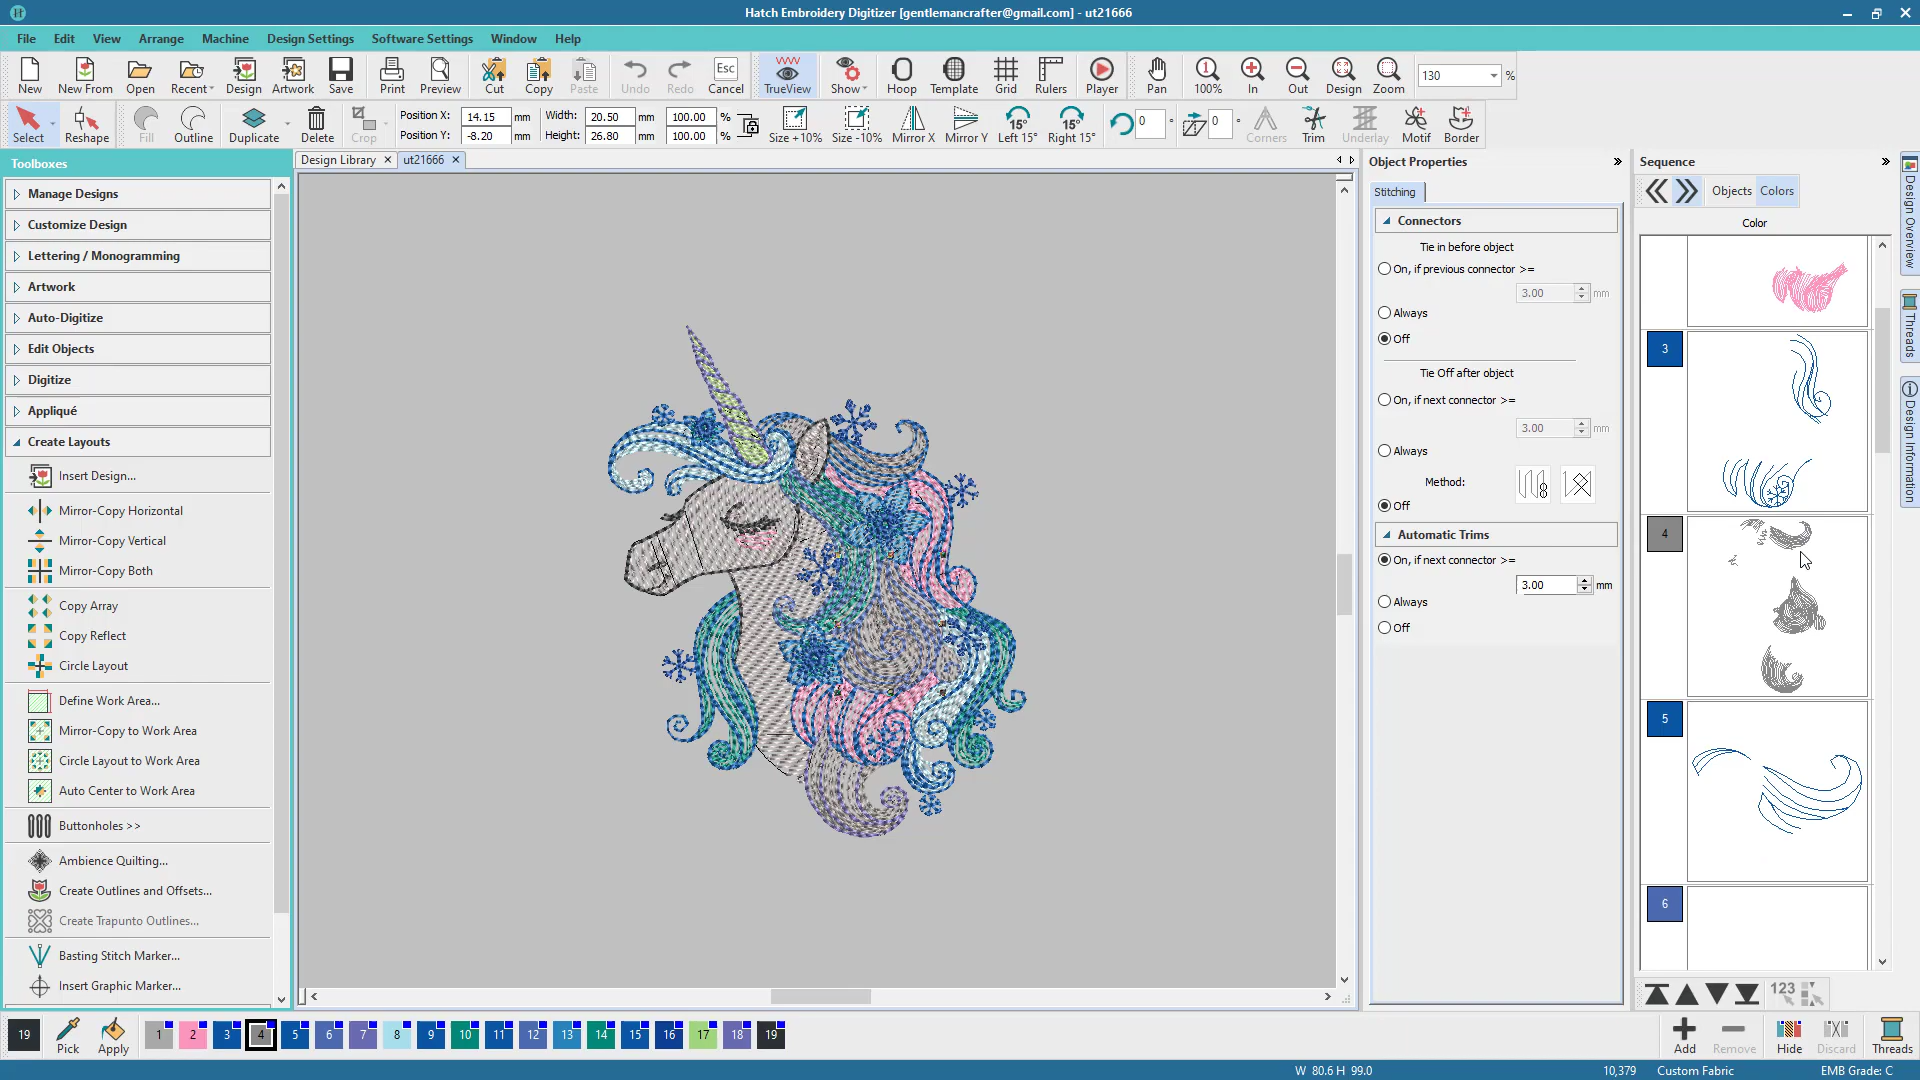 Hatch Embroidery Digitizer [gentlemancrafter@gmail.com] - ut21666
File Edit View Arrange Machine Design Settings Software Settings Window Help
New New From Open Recent Design Artwork Save Print Preview Cut Copy Paste Undo Redo Esc Cancel TrueView Show Hoop Template Grid Rulers Player Pan 1 100% In Out Design Zoom 130 %
Select Reshape Fill Outline Duplicate Delete Crop
Position X: 14.15 mm Width: 20.50 mm 100.00 %
Position Y: -8.20 mm Height: 26.80 mm 100.00 %
Size +10% Size -10% Mirror X Mirror Y 15° Left 15° 15° Right 15° 0 ° 0 ° Corners Trim Underlay Motif Border
Toolboxes
Manage Designs
Customize Design
Lettering / Monogramming
Artwork
Auto-Digitize
Edit Objects
Digitize
Appliqué
Create Layouts
Insert Design...
Mirror-Copy Horizontal
Mirror-Copy Vertical
Mirror-Copy Both
Copy Array
Copy Reflect
Circle Layout
Define Work Area...
Mirror-Copy to Work Area
Circle Layout to Work Area
Auto Center to Work Area
Buttonholes >>
Ambience Quilting...
Create Outlines and Offsets...
Create Trapunto Outlines...
Basting Stitch Marker...
Insert Graphic Marker...
Design Library ut21666
Object Properties
Stitching
Connectors
Tie in before object
On, if previous connector >=
3.00 mm
Always
Off
Tie Off after object
On, if next connector >=
3.00 mm
Always
Method:
Off
Automatic Trims
On, if next connector >=
3.00 mm
Always
Off
Sequence
Objects Colors
Color
3
4
5
6
123
Design Overview
Threads
Design Information
19 Pick Apply 1 2 3 4 5 6 7 8 9 10 11 12 13 14 15 16 17 18 19
Add Remove Hide Discard Threads
W 80.6 H 99.0 10,379 Custom Fabric EMB Grade: C